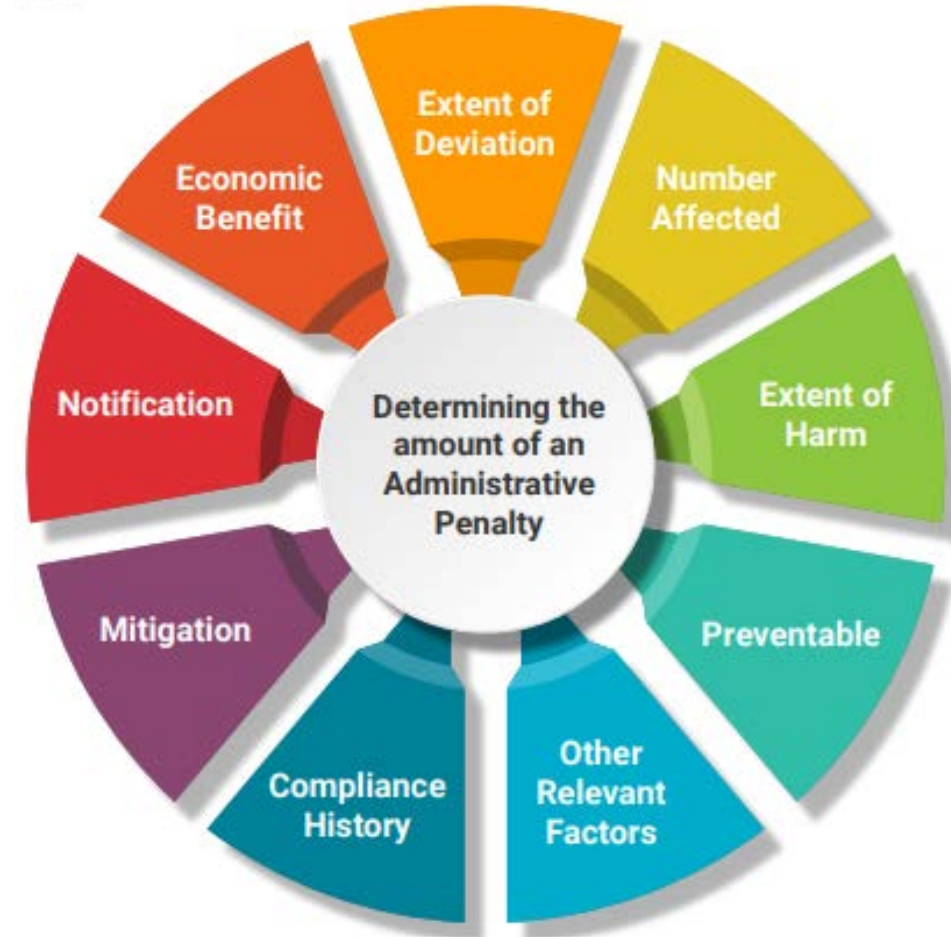 Extent of
Deviation
Number
Affected
Extent of
Harm
Preventable
Other
Relevant
Factors
Compliance
History
Mitigation
Notification
Economic
Benefit
Determining the
amount of an
Administrative
Penalty